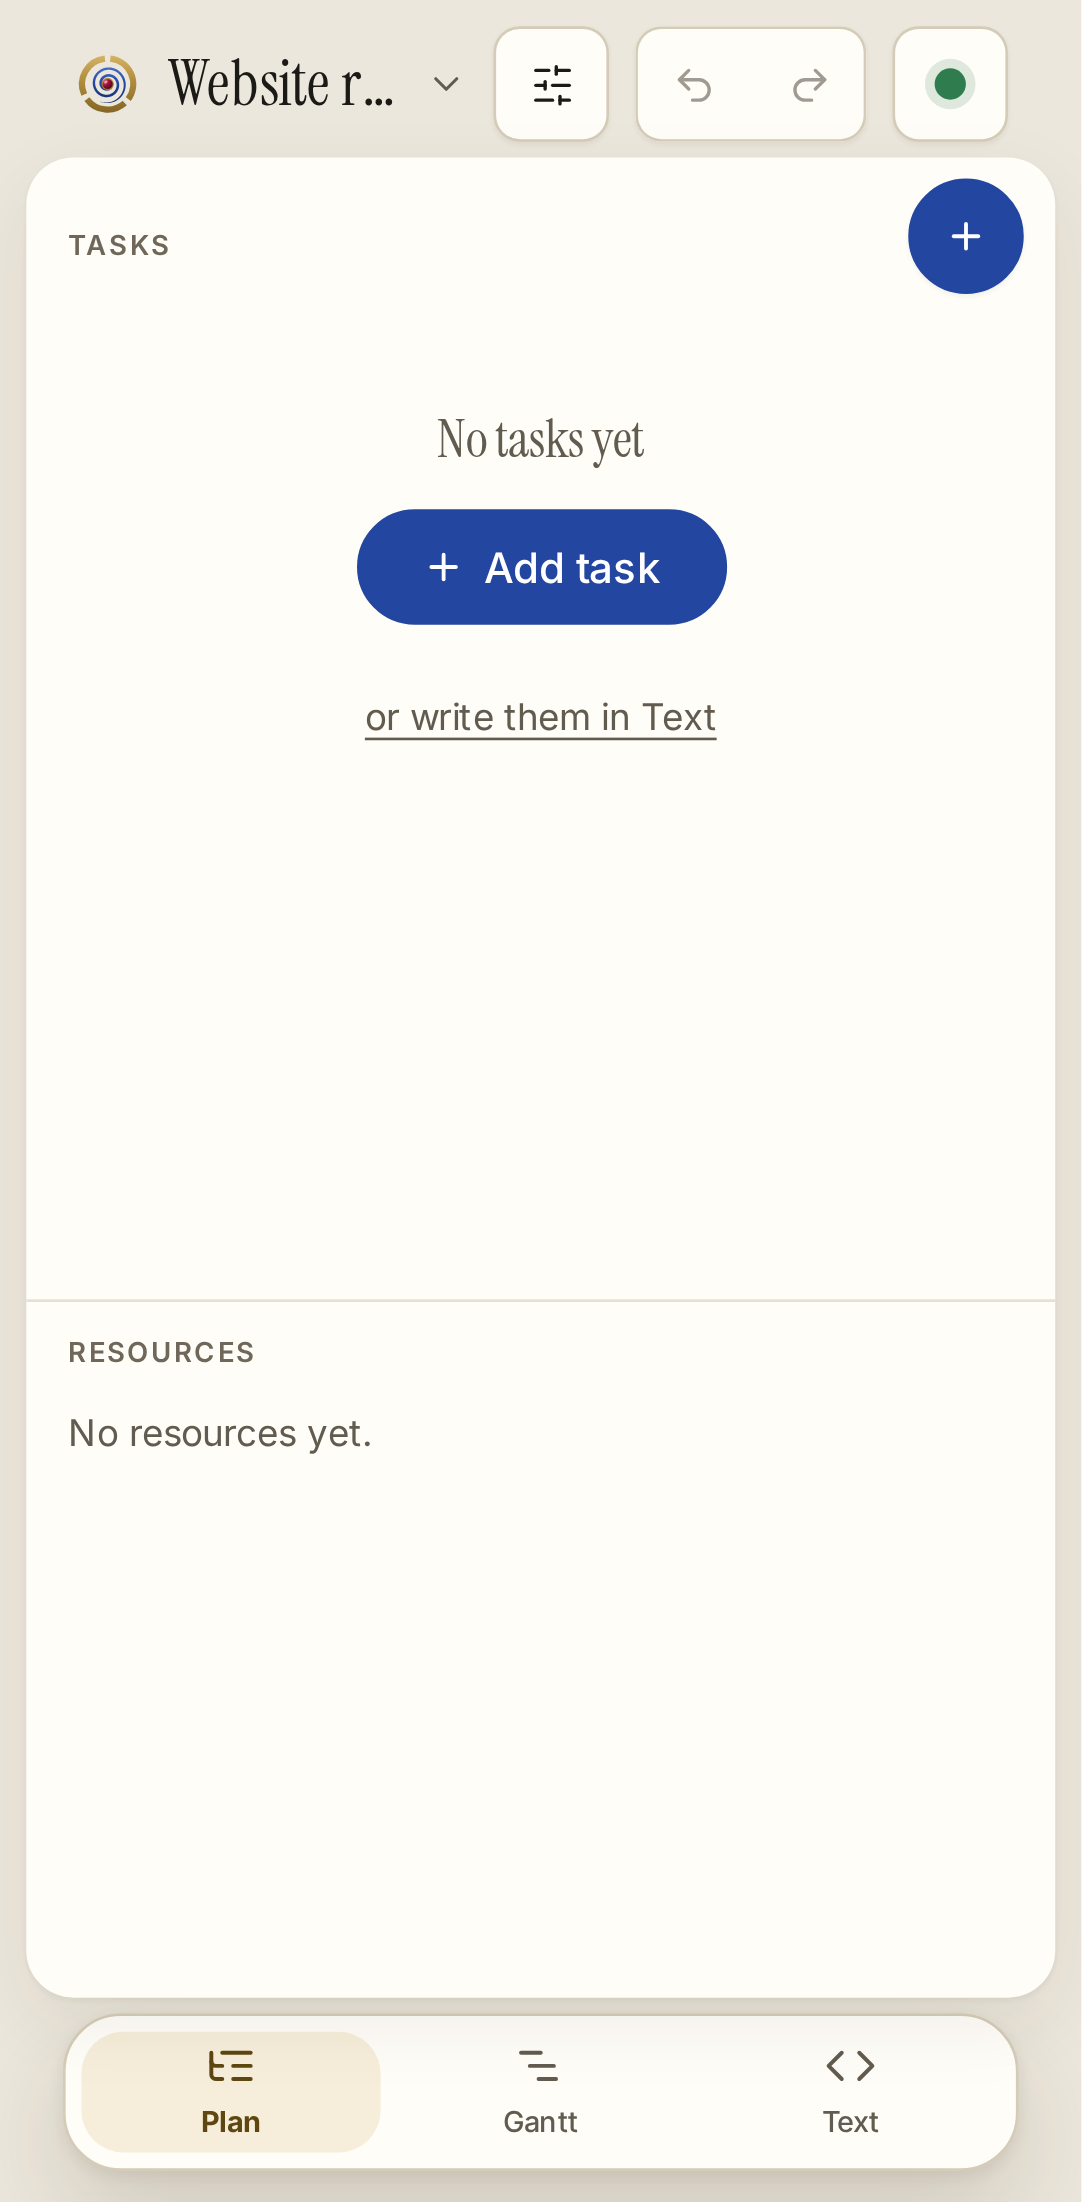 Website r...
TASKS
No tasks yet
Add task
or write them in Text
RESOURCES
No resources yet.
Plan
Gantt
Text